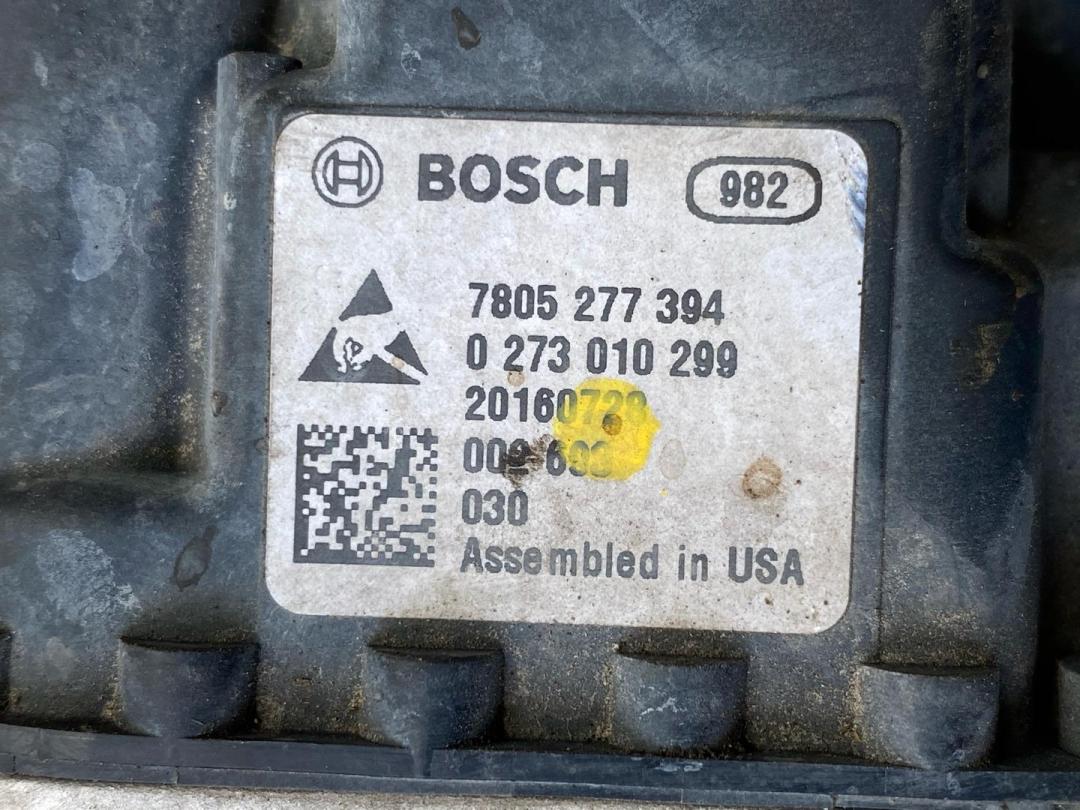 BOSCH 982
7805 277 394
0 273 010 299
030
Assembled in USA